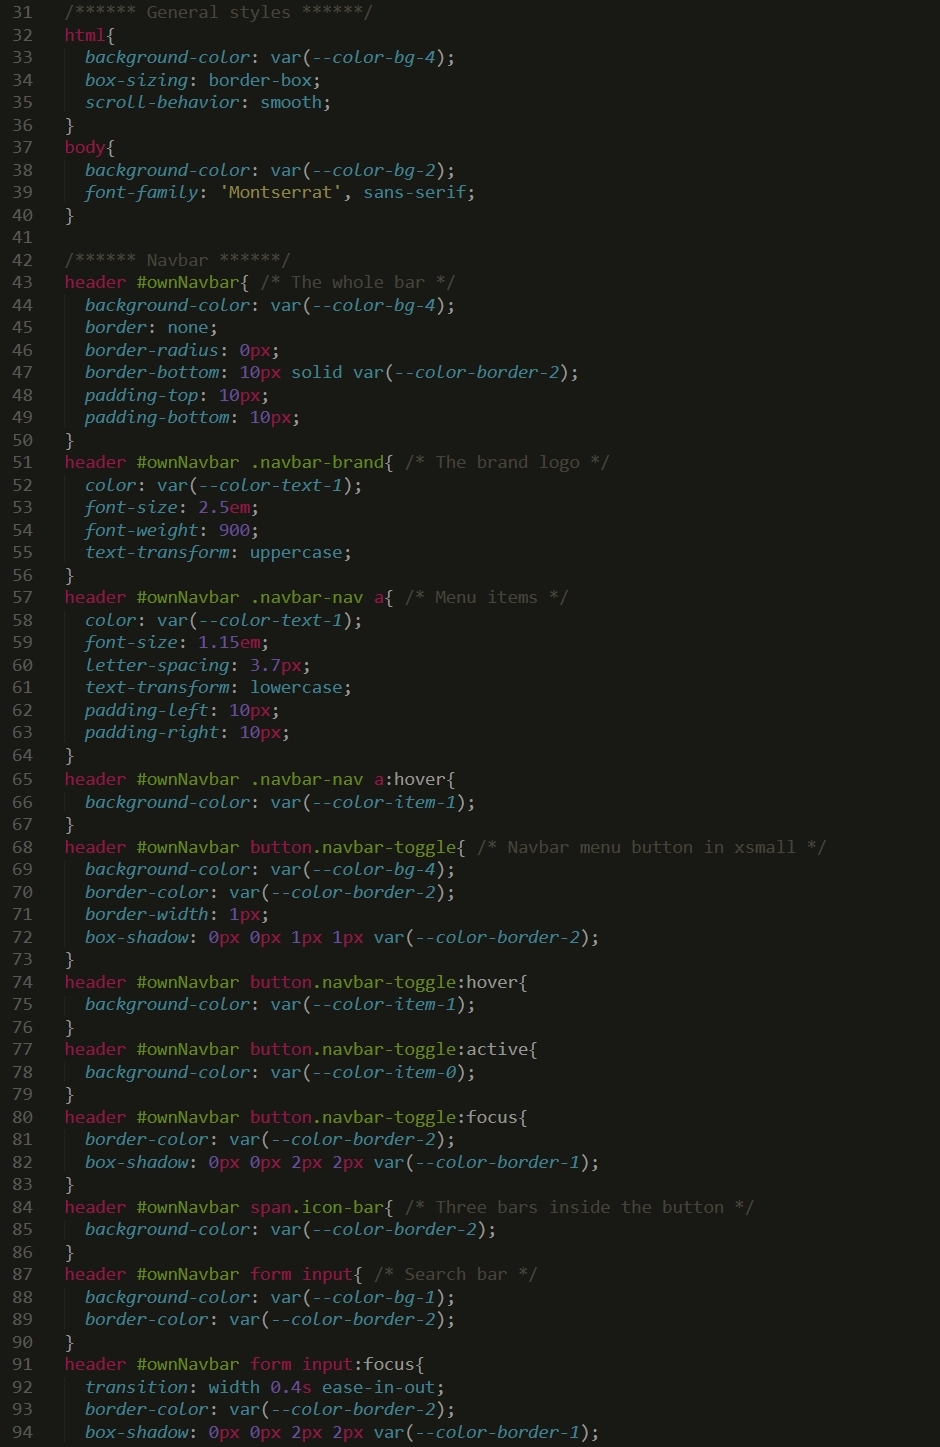 31 /****** General styles ******/
32 html{
33 background-color: var(--color-bg-4);
34 box-sizing: border-box;
35 scroll-behavior: smooth;
36 }
37 body{
38 background-color: var(--color-bg-2);
39 font-family: 'Montserrat', sans-serif;
40 }
41
42 /****** Navbar ******/
43 header #ownNavbar{ /* The whole bar */
44 background-color: var(--color-bg-4);
45 border: none;
46 border-radius: 0px;
47 border-bottom: 10px solid var(--color-border-2);
48 padding-top: 10px;
49 padding-bottom: 10px;
50 }
51 header #ownNavbar .navbar-brand{ /* The brand logo */
52 color: var(--color-text-1);
53 font-size: 2.5em;
54 font-weight: 900;
55 text-transform: uppercase;
56 }
57 header #ownNavbar .navbar-nav a{ /* Menu items */
58 color: var(--color-text-1);
59 font-size: 1.15em;
60 letter-spacing: 3.7px;
61 text-transform: lowercase;
62 padding-left: 10px;
63 padding-right: 10px;
64 }
65 header #ownNavbar .navbar-nav a:hover{
66 background-color: var(--color-item-1);
67 }
68 header #ownNavbar button.navbar-toggle{ /* Navbar menu button in xsmall */
69 background-color: var(--color-bg-4);
70 border-color: var(--color-border-2);
71 border-width: 1px;
72 box-shadow: 0px 0px 1px 1px var(--color-border-2);
73 }
74 header #ownNavbar button.navbar-toggle:hover{
75 background-color: var(--color-item-1);
76 }
77 header #ownNavbar button.navbar-toggle:active{
78 background-color: var(--color-item-0);
79 }
80 header #ownNavbar button.navbar-toggle:focus{
81 border-color: var(--color-border-2);
82 box-shadow: 0px 0px 2px 2px var(--color-border-1);
83 }
84 header #ownNavbar span.icon-bar{ /* Three bars inside the button */
85 background-color: var(--color-border-2);
86 }
87 header #ownNavbar form input{ /* Search bar */
88 background-color: var(--color-bg-1);
89 border-color: var(--color-border-2);
90 }
91 header #ownNavbar form input:focus{
92 transition: width 0.4s ease-in-out;
93 border-color: var(--color-border-2);
94 box-shadow: 0px 0px 2px 2px var(--color-border-1);